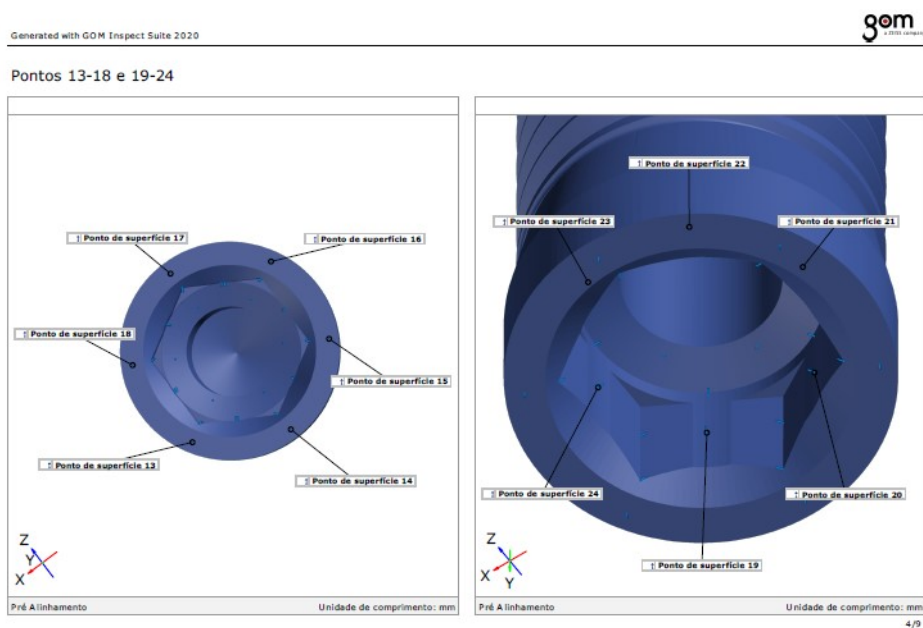 Generated with GOM Inspect Suite 2020
gom
a ZEISS company
Pontos 13-18 e 19-24
Ponto de superfície 17
Ponto de superfície 16
Ponto de superfície 18
Ponto de superfície 15
Ponto de superfície 13
Ponto de superfície 14
Z
Y
X
Pré Alinhamento
Unidade de comprimento: mm
Ponto de superfície 22
Ponto de superfície 23
Ponto de superfície 21
Ponto de superfície 24
Ponto de superfície 20
Ponto de superfície 19
Z
X
Y
Pré Alinhamento
Unidade de comprimento: mm
4/9